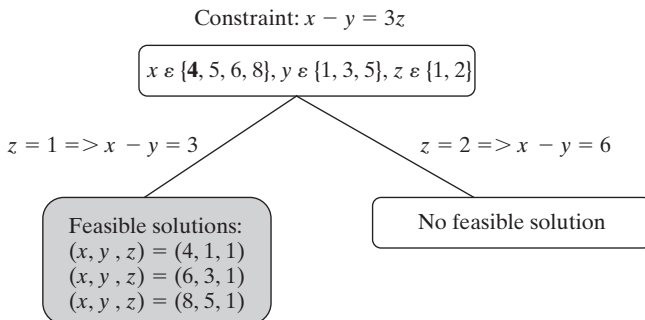 Constraint: x − y = 3z
x ε {4, 5, 6, 8}, y ε {1, 3, 5}, z ε {1, 2}
z = 1 => x − y = 3
z = 2 => x − y = 6
Feasible solutions:
(x, y , z) = (4, 1, 1)
(x, y , z) = (6, 3, 1)
(x, y , z) = (8, 5, 1)
No feasible solution